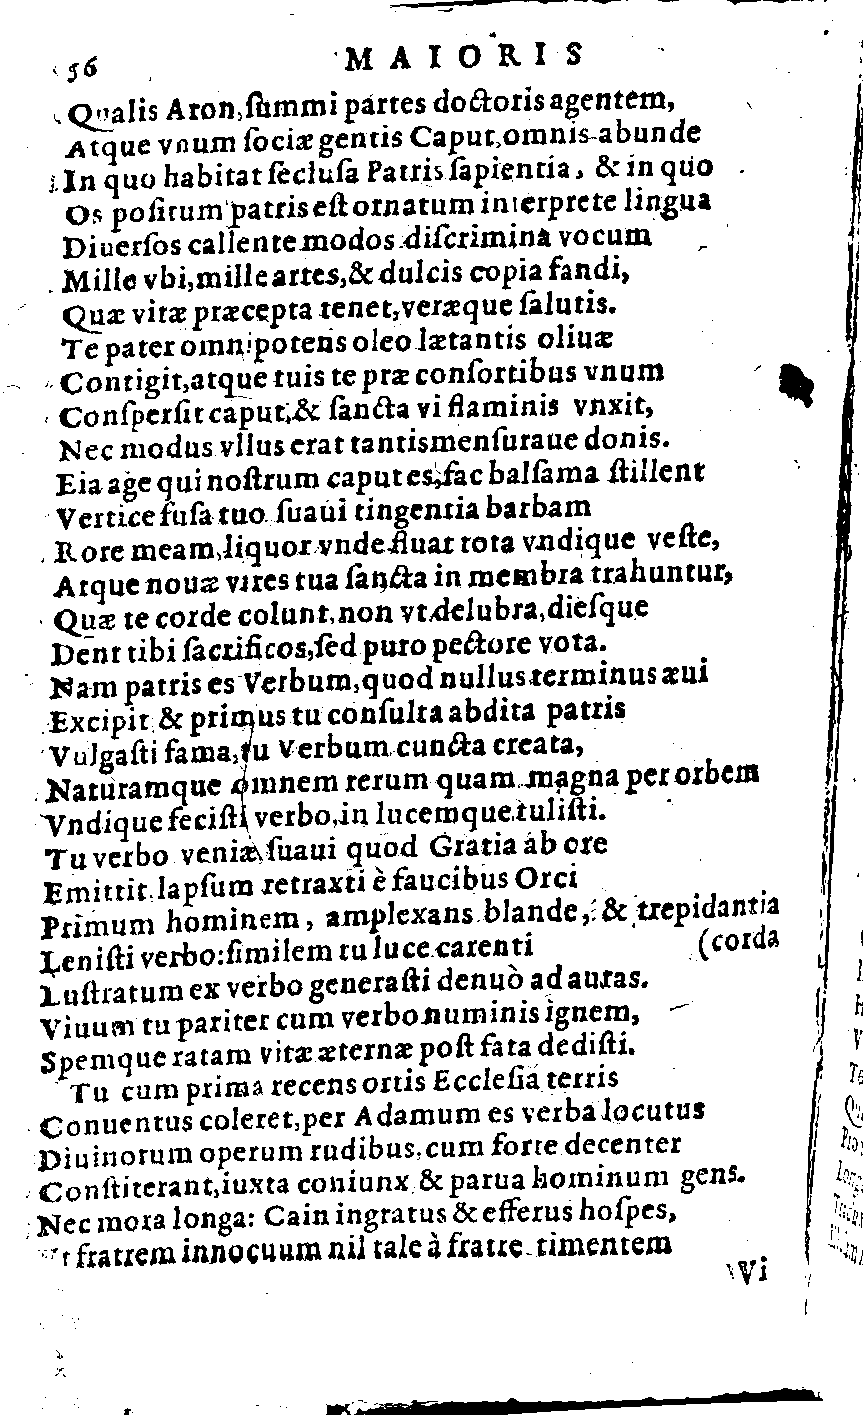 56 MAIORIS
Qualis Aron, ſummi partes doctoris agentem,
Atque vnum ſociæ gentis Caput, omnis abunde
In quo habitat ſecluſa Patris ſapientia, & in quo
Os poſitum patris eſt ornatum interprete lingua
Diuerſos callente modos diſcrimina vocum
Mille vbi, mille artes, & dulcis copia fandi,
Quæ vitæ præcepta tenet, veræque ſalutis.
Te pater omnipotens oleo lætantis oliuæ
Contigit, atque tuis te præ conſortibus vnum
Conſperſit caput, & ſancta vi flaminis vnxit,
Nec modus vllus erat tantis menſuraue donis.
Eia age qui noſtrum caput es, fac balſama ſtillent
Vertice fuſa tuo ſuaui tingentia barbam
Rore meam, liquor vnde fluat tota vndique veſte,
Atque nouæ vires tua ſancta in membra trahuntur,
Quæ te corde colunt, non vt delubra, dieſque
Dent tibi ſacrificos, ſed puro pectore vota.
Nam patris es Verbum, quod nullus terminus æui
Excipit & primus tu conſulta abdita patris
Vulgaſti fama, tu Verbum cuncta creata,
Naturamque omnem rerum quam magna per orbem
Vndique feciſti verbo, in lucemque tuliſti.
Tu verbo veniæ ſuaui quod Gratia ab ore
Emittit lapſum retraxti è faucibus Orci
Primum hominem, amplexans blande, & trepidantia
Leniſti verbo: ſimilem tu luce carenti (corda
Luſtratum ex verbo generaſti denuò ad auras.
Viuum tu pariter cum verbo numinis ignem,
Spemque ratam vitæ æternæ poſt fata dediſti.
Tu cum prima recens ortis Eccleſia terris
Conuentus coleret, per Adamum es verba locutus
Diuinorum operum rudibus, cum forte decenter
Conſtiterant, iuxta coniunx & parua hominum gens.
Nec mora longa: Cain ingratus & efferus hoſpes,
fratrem innocuum nil tale à fratre timentem
Vi